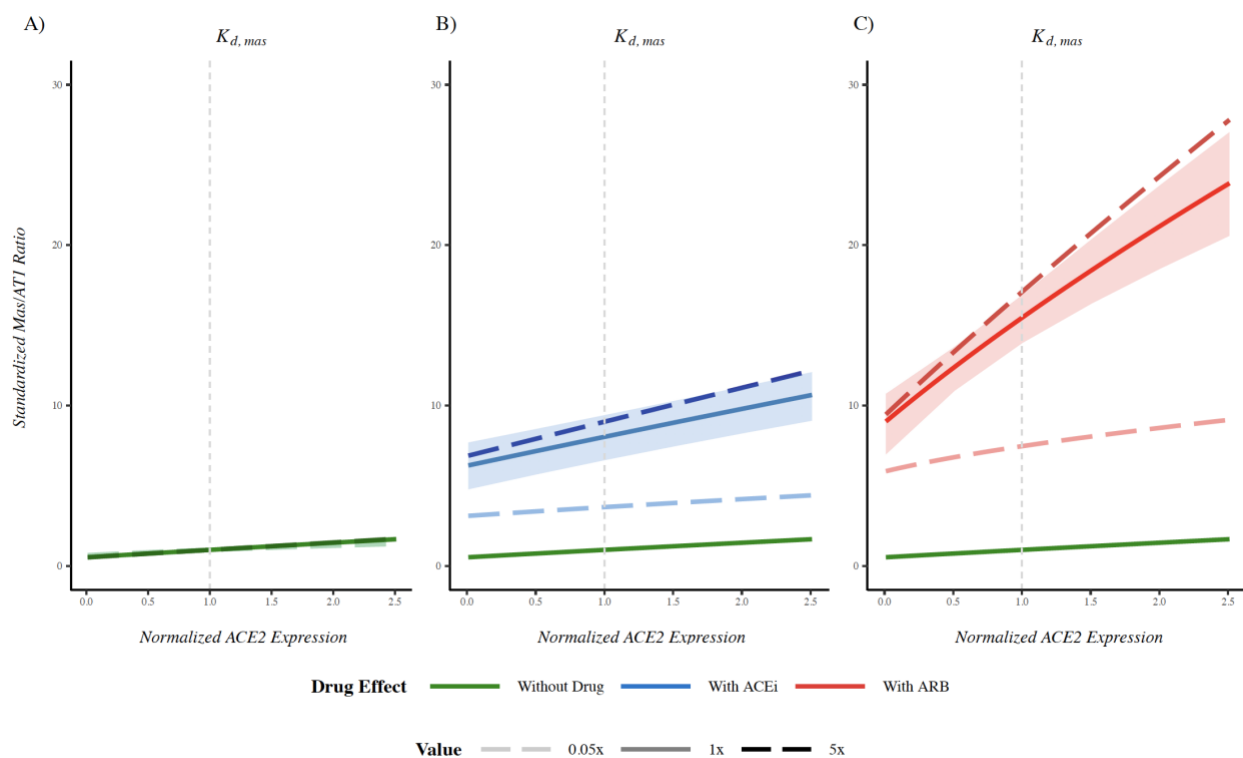 A)
K_{d, mas}
30
20
10
0
0.0 0.5 1.0 1.5 2.0 2.5
Standardized Mas/AT1 Ratio
Normalized ACE2 Expression
B)
K_{d, mas}
30
20
10
0
0.0 0.5 1.0 1.5 2.0 2.5
Normalized ACE2 Expression
C)
K_{d, mas}
30
20
10
0
0.0 0.5 1.0 1.5 2.0 2.5
Normalized ACE2 Expression
Drug Effect Without Drug With ACEi With ARB
Value 0.05x 1x 5x